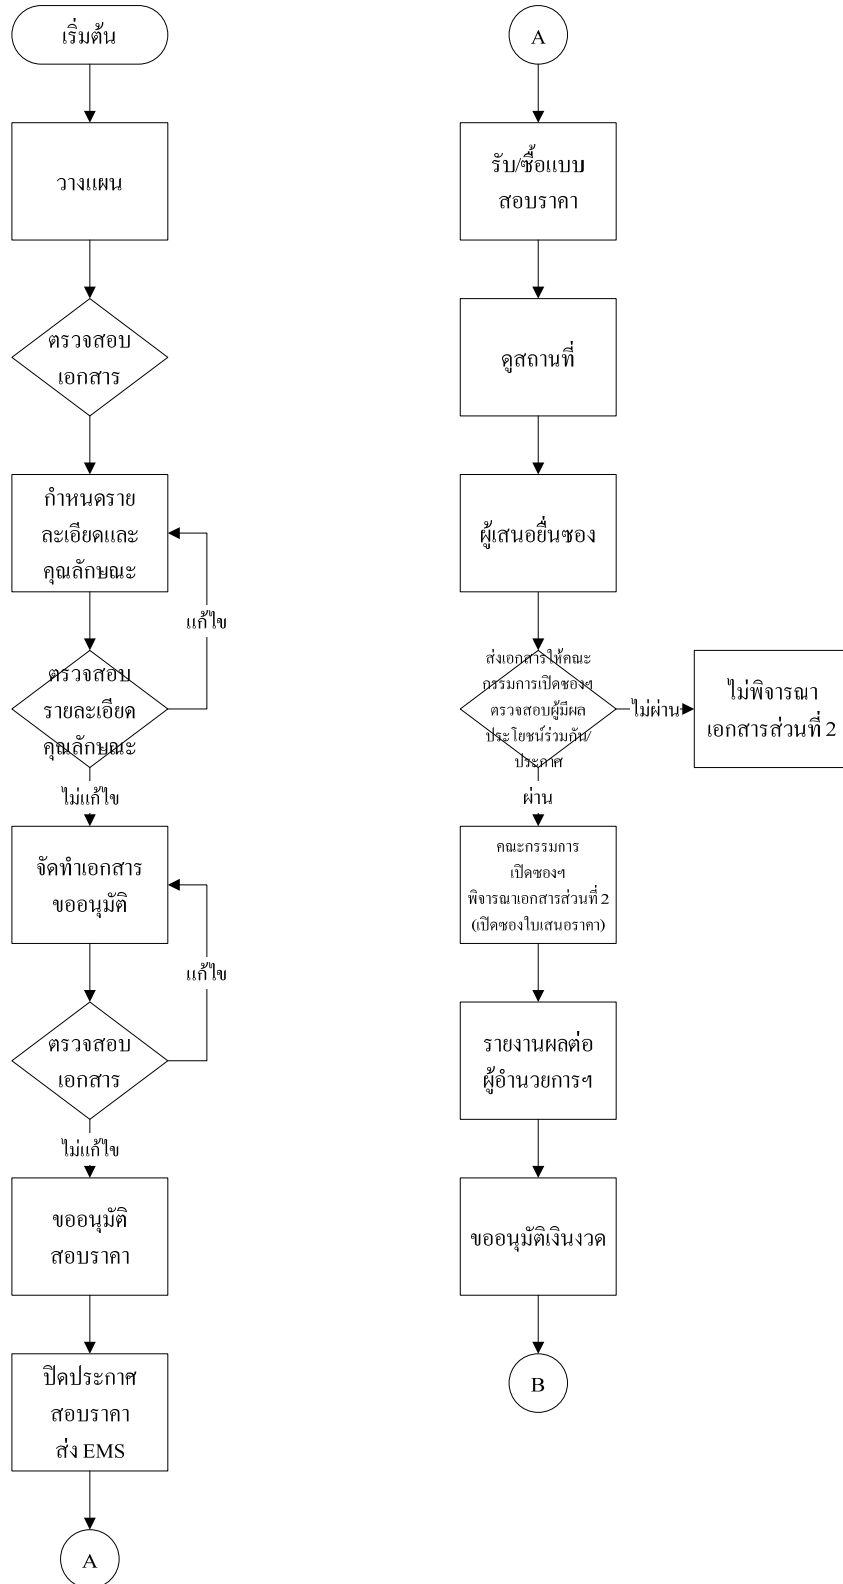 เริ่มต้น
วางแผน
ตรวจสอบ
เอกสาร
กำหนดราย
ละเอียดและ
คุณลักษณะ
แก้ไข
ตรวจสอบ
รายละเอียด
คุณลักษณะ
ไม่แก้ไข
จัดทำเอกสาร
ขออนุมัติ
แก้ไข
ตรวจสอบ
เอกสาร
ไม่แก้ไข
ขออนุมัติ
สอบราคา
ปิดประกาศ
สอบราคา
ส่ง EMS
A
A
รับ/ซื้อแบบ
สอบราคา
ดูสถานที่
ผู้เสนอยื่นซอง
ส่งเอกสารให้คณะ
กรรมการเปิดซองฯ
ตรวจสอบผู้มีผล
ประโยชน์ร่วมกัน/
ประกาศ
ไม่ผ่าน
ไม่พิจารณา
เอกสารส่วนที่ 2
ผ่าน
คณะกรรมการ
เปิดซองฯ
พิจารณาเอกสารส่วนที่ 2
(เปิดซองใบเสนอราคา)
รายงานผลต่อ
ผู้อำนวยการฯ
ขออนุมัติเงินงวด
B